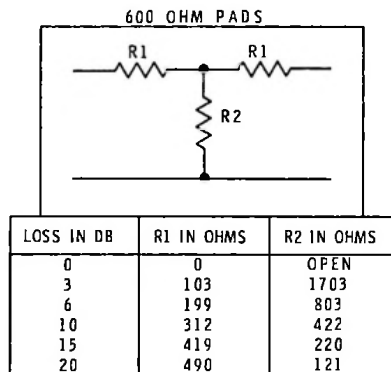 600 OHM PADS
R1 R1
R2
LOSS IN DB R1 IN OHMS R2 IN OHMS
0 0 OPEN
3 103 1703
6 199 803
10 312 422
15 419 220
20 490 121